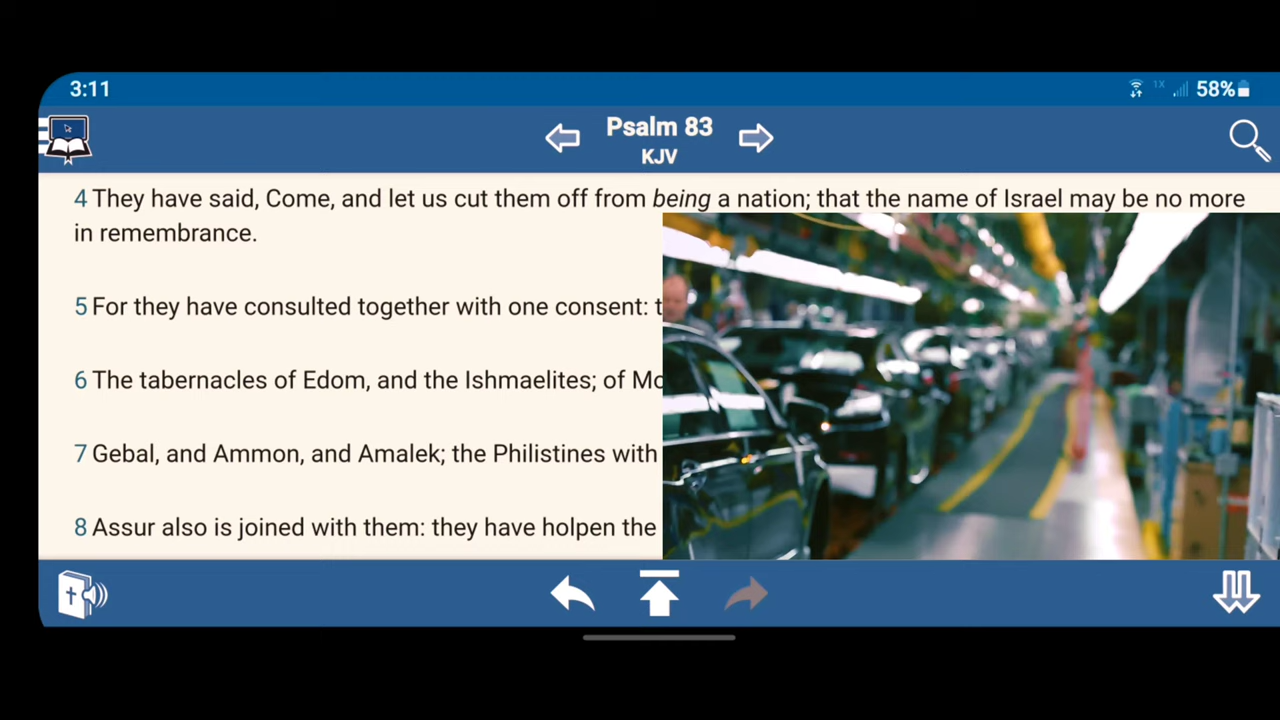 3:11
1X
58%
Psalm 83
KJV
4 They have said, Come, and let us cut them off from being a nation; that the name of Israel may be no more
in remembrance.
5 For they have consulted together with one consent: t
6 The tabernacles of Edom, and the Ishmaelites; of Mo
7 Gebal, and Ammon, and Amalek; the Philistines with
8 Assur also is joined with them: they have holpen the